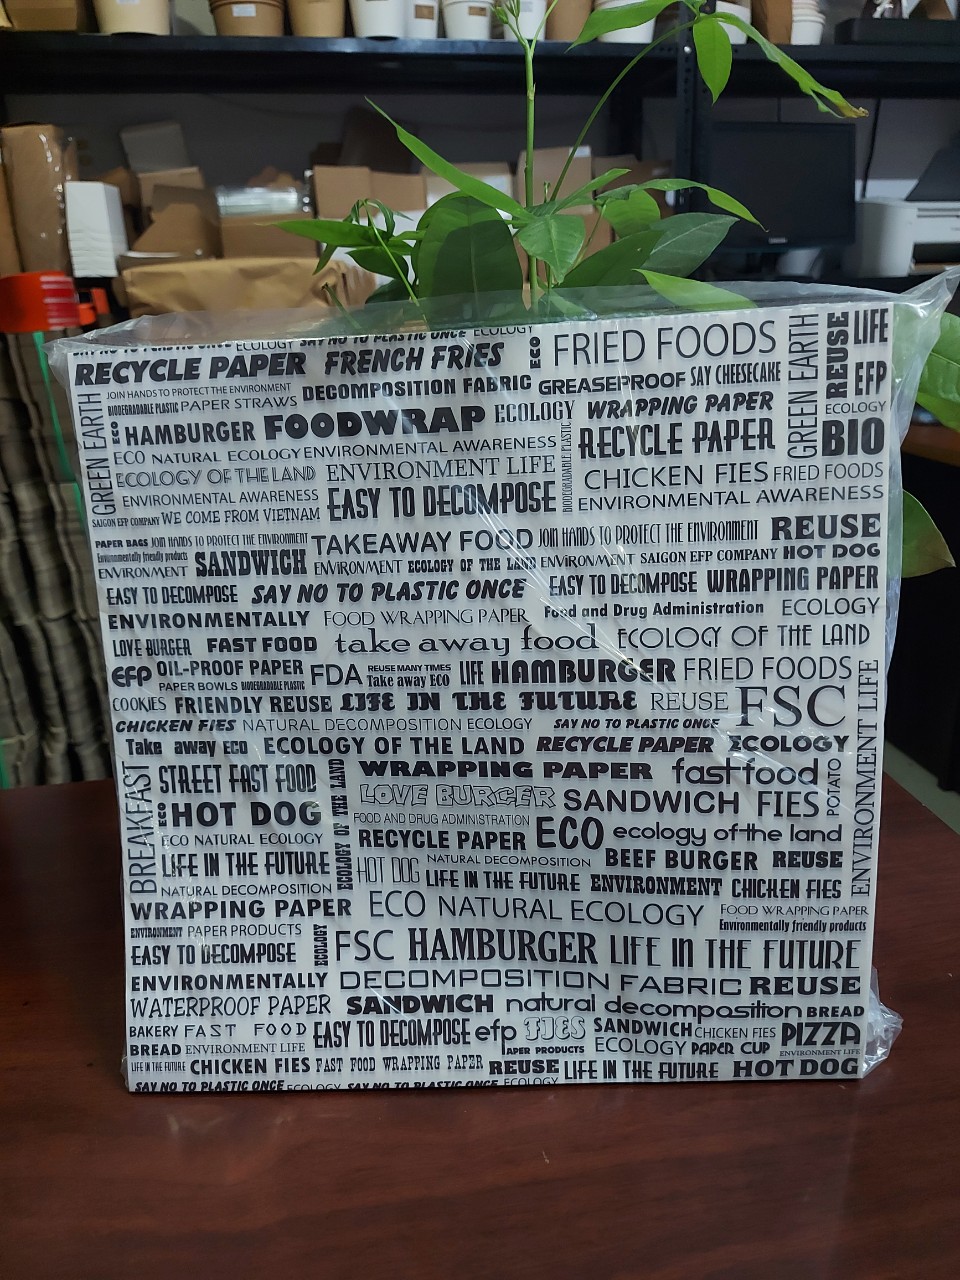 SAY NO TO PLASTIC ONCE ECOLOGY SAY NO TO PLASTIC ONCE ECOLOGY
RECYCLE PAPER FRENCH FRIES ECO FRIED FOODS GREEN EARTH REUSE LIFE
JOIN HANDS TO PROTECT THE ENVIRONMENT DECOMPOSITION FABRIC GREASEPROOF SAY CHEESECAKE EFP
GREEN EARTH BIODEGRADABLE PLASTIC PAPER STRAWS
ECO HAMBURGER FOODWRAP ECOLOGY WRAPPING PAPER ECOLOGY
ECO NATURAL ECOLOGY ENVIRONMENTAL AWARENESS BIODEGRADABLE PLASTIC RECYCLE PAPER BIO
ECOLOGY OF THE LAND ENVIRONMENT LIFE CHICKEN FIES FRIED FOODS
ENVIRONMENTAL AWARENESS EASY TO DECOMPOSE ENVIRONMENTAL AWARENESS
SAIGON EFP COMPANY WE COME FROM VIETNAM
PAPER BAGS JOIN HANDS TO PROTECT THE ENVIRONMENT TAKEAWAY FOOD JOIN HANDS TO PROTECT THE ENVIRONMENT REUSE
Environmentally friendly products SANDWICH
ENVIRONMENT ENVIRONMENT ECOLOGY OF THE LAND ENVIRONMENT SAIGON EFP COMPANY HOT DOG
EASY TO DECOMPOSE SAY NO TO PLASTIC ONCE EASY TO DECOMPOSE WRAPPING PAPER
ENVIRONMENTALLY FOOD WRAPPING PAPER Food and Drug Administration ECOLOGY
LOVE BURGER FAST FOOD take away food ECOLOGY OF THE LAND
EFP OIL-PROOF PAPER FDA REUSE MANY TIMES LIFE HAMBURGER FRIED FOODS
PAPER BOWLS BIODEGRADABLE PLASTIC Take away ECO
COOKIES FRIENDLY REUSE LIFE IN THE FUTURE REUSE FSC
CHICKEN FIES NATURAL DECOMPOSITION ECOLOGY SAY NO TO PLASTIC ONCE
Take away Eco ECOLOGY OF THE LAND RECYCLE PAPER ECOLOGY ENVIRONMENT LIFE
BREAKFAST STREET FAST FOOD ECOLOGY OF THE LAND WRAPPING PAPER fastfood POTATO
ECO HOT DOG LOVE BURGER SANDWICH FIES
FOOD AND DRUG ADMINISTRATION
ECO NATURAL ECOLOGY RECYCLE PAPER ECO ecology of the land
LIFE IN THE FUTURE HOT DOG NATURAL DECOMPOSITION BEEF BURGER REUSE
NATURAL DECOMPOSITION LIFE IN THE FUTURE ENVIRONMENT CHICKEN FIES
WRAPPING PAPER ECO NATURAL ECOLOGY FOOD WRAPPING PAPER
ENVIRONMENT PAPER PRODUCTS Environmentally friendly products
EASY TO DECOMPOSE ECOLOGY FSC HAMBURGER LIFE IN THE FUTURE
ENVIRONMENTALLY DECOMPOSITION FABRIC REUSE
WATERPROOF PAPER SANDWICH natural decomposition BREAD
BAKERY FAST FOOD EASY TO DECOMPOSE efp FIES SANDWICH CHICKEN FIES PIZZA
BREAD ENVIRONMENT LIFE PAPER PRODUCTS ECOLOGY PAPER CUP ENVIRONMENT LIFE
LIFE IN THE FUTURE CHICKEN FIES FAST FOOD WRAPPING PAPER REUSE LIFE IN THE FUTURE HOT DOG
SAY NO TO PLASTIC ONCE ECOLOGY SAY NO TO PLASTIC ONCE ECOLOGY